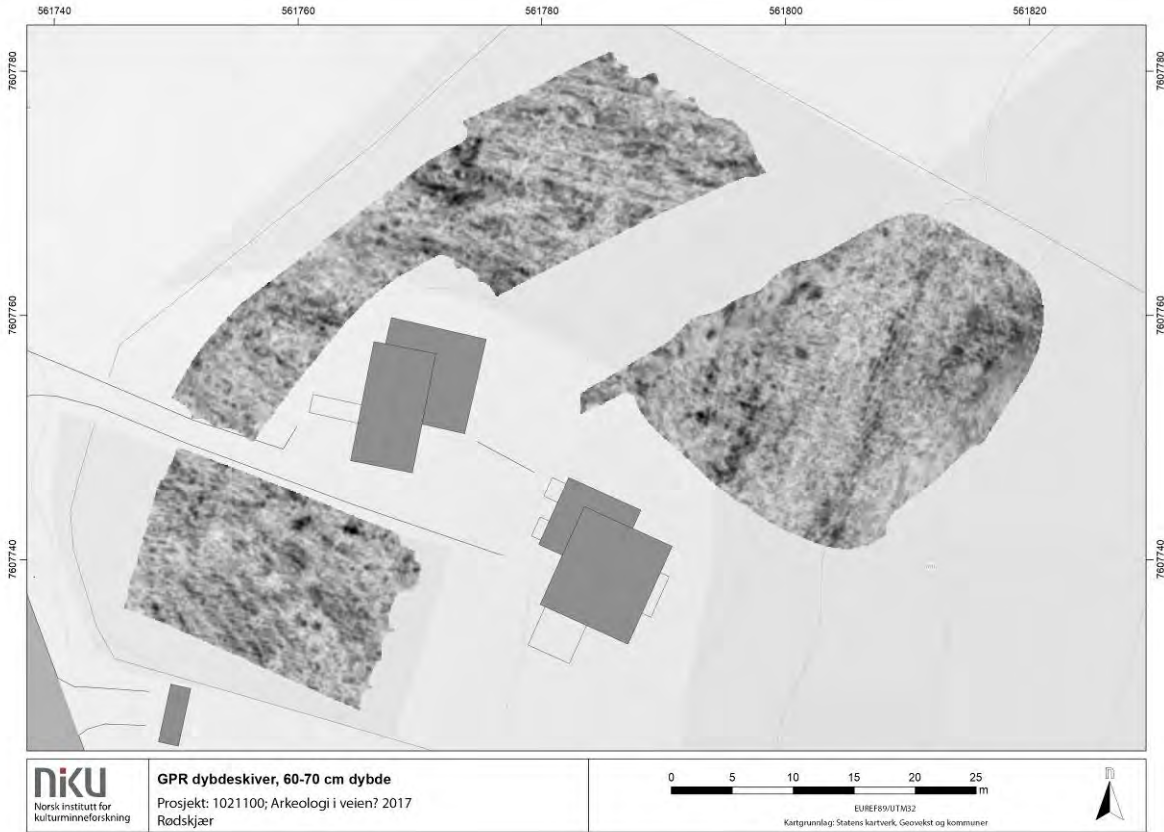 561740 561760 561780 561800 561820
7607780 7607780
7607760 7607760
7607740 7607740
niku
Norsk institutt for
kulturminneforskning
GPR dybdeskiver, 60-70 cm dybde
Prosjekt: 1021100; Arkeologi i veien? 2017
Rødskjær
0 5 10 15 20 25
m
EUREF89/UTM32
Kartgrunnlag: Statens kartverk, Geovekst og kommuner
n